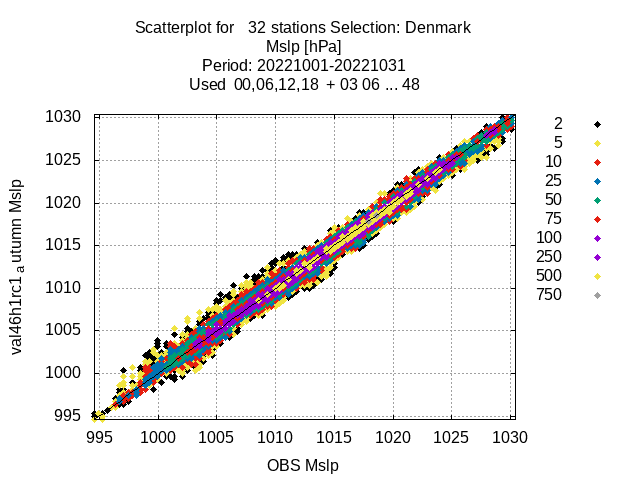 Scatterplot for 32 stations Selection: Denmark
Mslp [hPa]
Period: 20221001-20221031
Used 00,06,12,18 + 03 06 ... 48
1030
1025
1020
1015
1010
1005
1000
995
val46h1rc1_autumn Mslp
995 1000 1005 1010 1015 1020 1025 1030
OBS Mslp
2
5
10
25
50
75
100
250
500
750